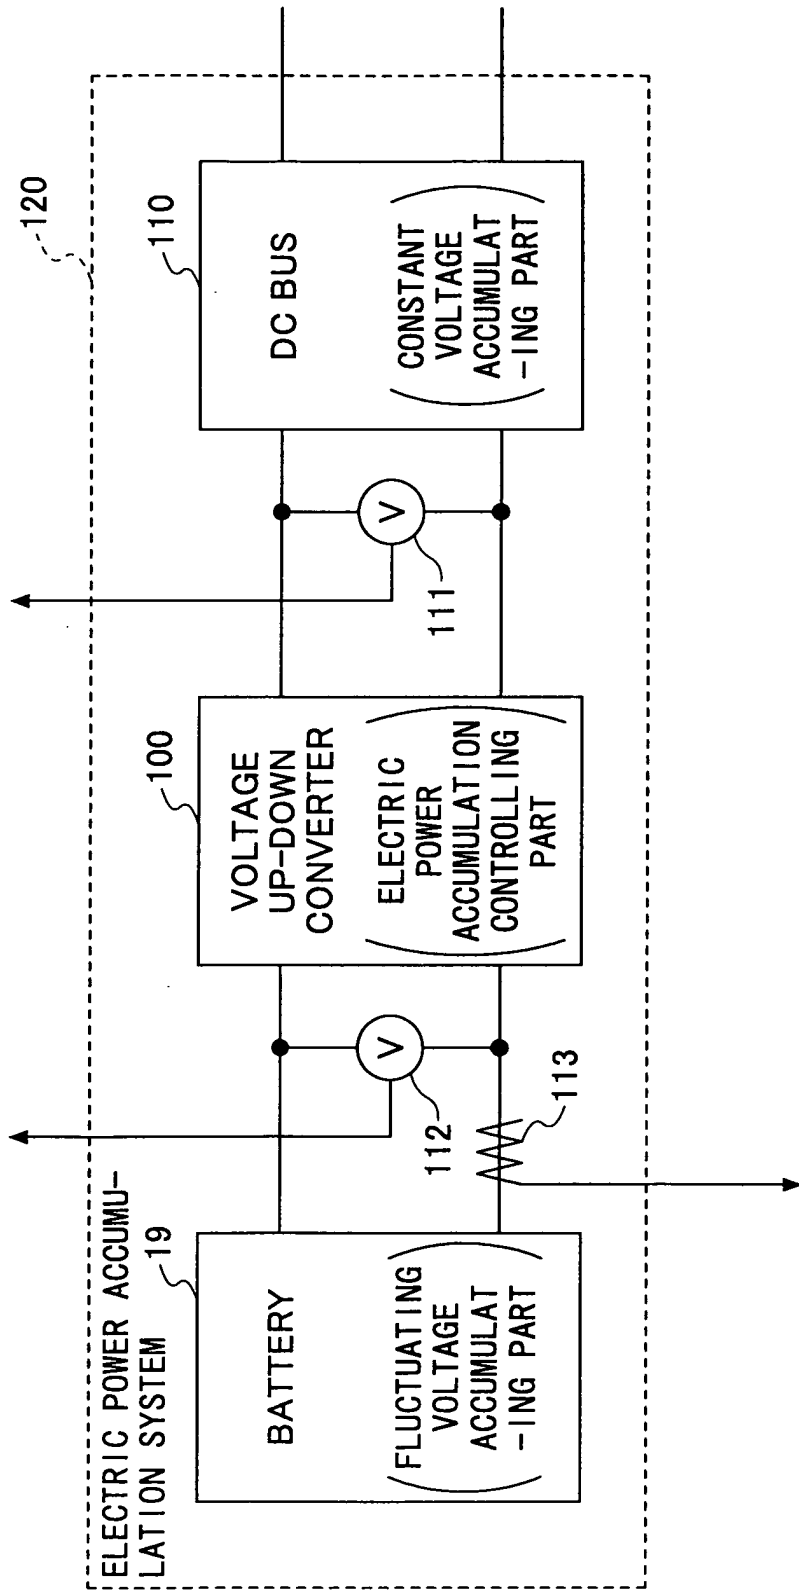 ELECTRIC POWER ACCUMU-
LATION SYSTEM
120
19
BATTERY
FLUCTUATING
VOLTAGE
ACCUMULAT
-ING PART
112
V
113
100
VOLTAGE
UP-DOWN
CONVERTER
ELECTRIC
POWER
ACCUMULATION
CONTROLLING
PART
111
V
110
DC BUS
CONSTANT
VOLTAGE
ACCUMULAT
-ING PART